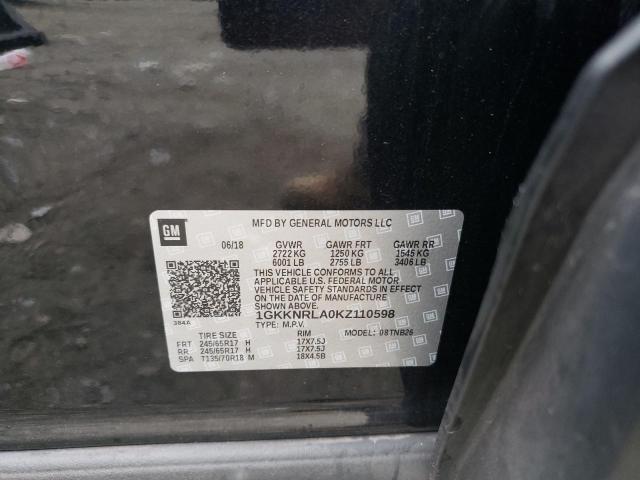 GM
MFD BY GENERAL MOTORS LLC
06/18 GVWR GAWR FRT GAWR RR
2722 KG 1250 KG 1545 KG
6001 LB 2755 LB 3406 LB
THIS VEHICLE CONFORMS TO ALL
APPLICABLE U.S. FEDERAL MOTOR
VEHICLE SAFETY STANDARDS IN EFFECT
ON THE DATE OF MANUFACTURE SHOWN
ABOVE.
384A 1GKKNRLA0KZ110598
TYPE: M.P.V. MODEL: 08TNB26
TIRE SIZE RIM
FRT 245/65R17 H 17X7.5J
RR 245/65R17 H 17X7.5J
SPA T135/70R18 M 18X4.5B